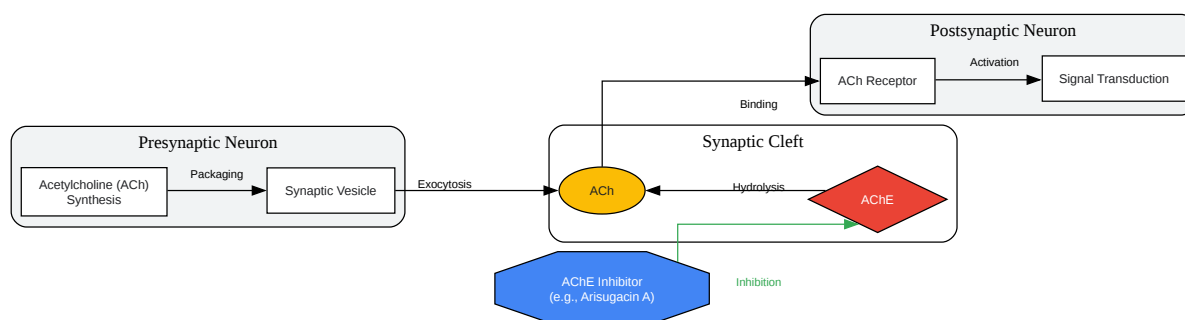 Postsynaptic Neuron
ACh Receptor
Activation
Signal Transduction
Binding
Presynaptic Neuron
Acetylcholine (ACh)
Synthesis
Packaging
Synaptic Vesicle
Exocytosis
Synaptic Cleft
ACh
Hydrolysis
AChE
AChE Inhibitor
(e.g., Arisugacin A)
Inhibition